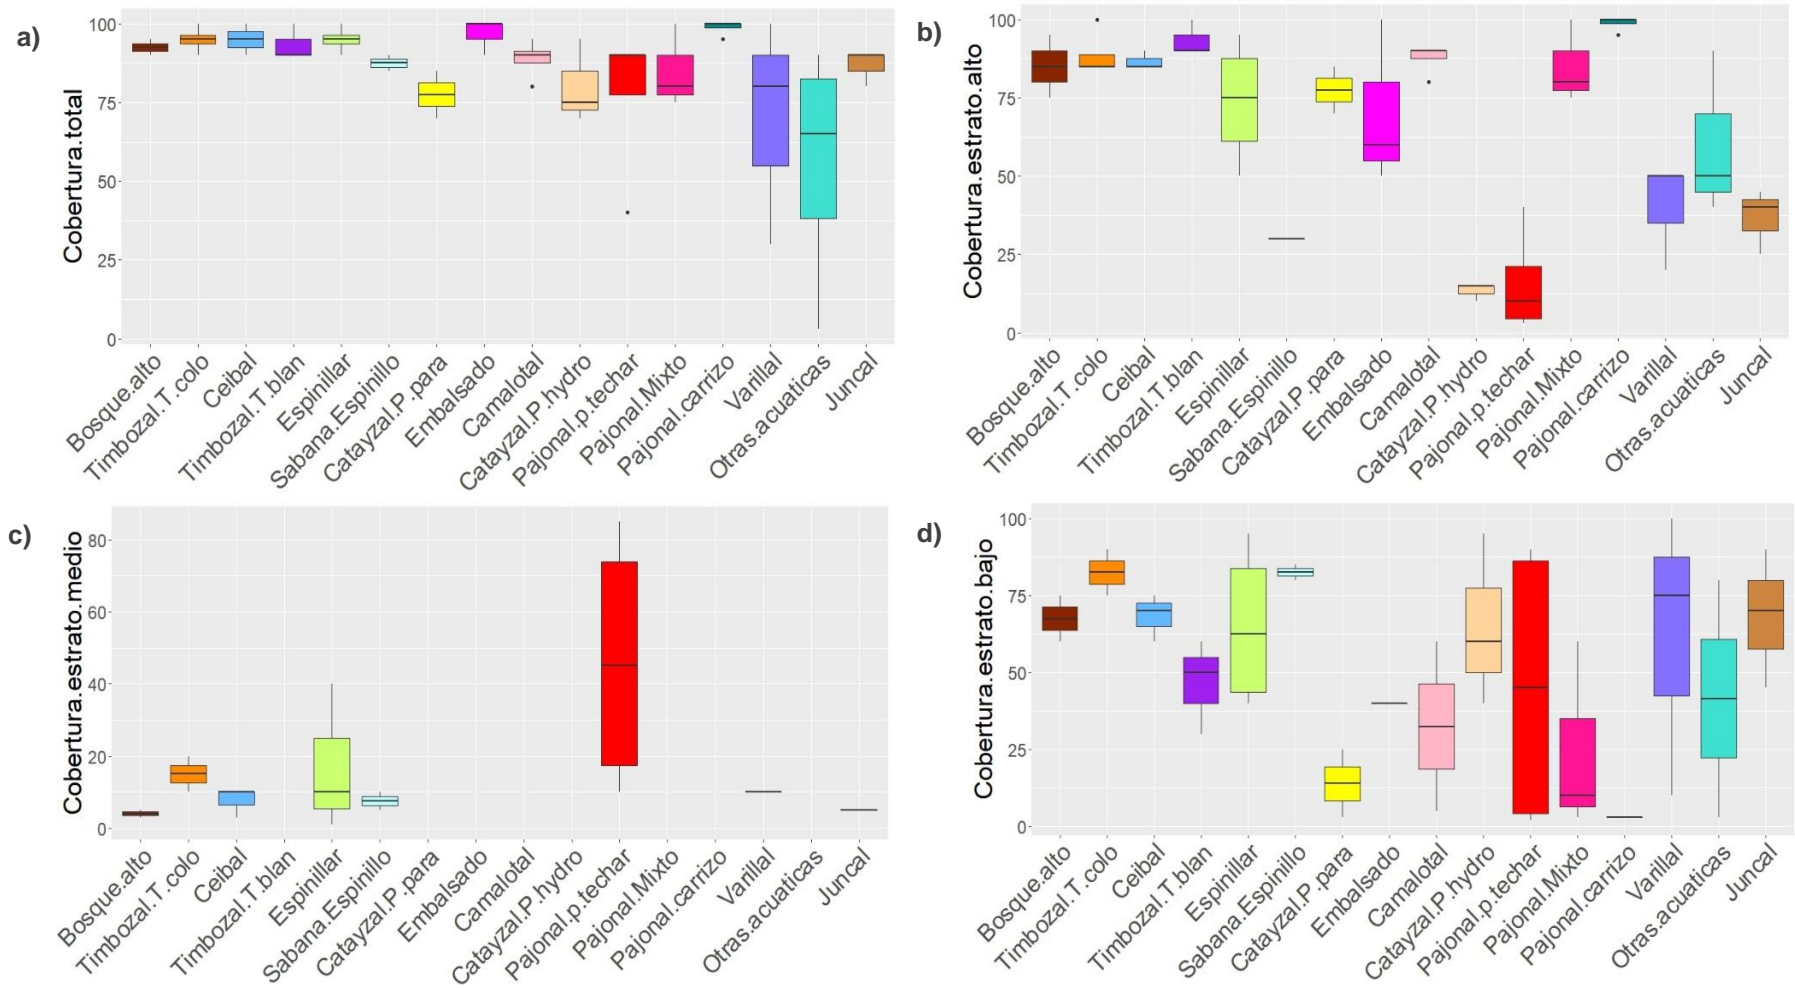 a)
Cobertura.total
100
75
50
25
0
Bosque.alto
Timbozal.T.colo
Ceibal
Timbozal.T.blan
Espinillar
Sabana.Espinillo
Catayzal.P.para
Embalsado
Camalotal
Catayzal.P.hydro
Pajonal.p.techar
Pajonal.Mixto
Pajonal.carrizo
Varillal
Otras.acuaticas
Juncal
b)
Cobertura.estrato.alto
100
75
50
25
0
Bosque.alto
Timbozal.T.colo
Ceibal
Timbozal.T.blan
Espinillar
Sabana.Espinillo
Catayzal.P.para
Embalsado
Camalotal
Catayzal.P.hydro
Pajonal.p.techar
Pajonal.Mixto
Pajonal.carrizo
Varillal
Otras.acuaticas
Juncal
c)
Cobertura.estrato.medio
80
60
40
20
0
Bosque.alto
Timbozal.T.colo
Ceibal
Timbozal.T.blan
Espinillar
Sabana.Espinillo
Catayzal.P.para
Embalsado
Camalotal
Catayzal.P.hydro
Pajonal.p.techar
Pajonal.Mixto
Pajonal.carrizo
Varillal
Otras.acuaticas
Juncal
d)
Cobertura.estrato.bajo
100
75
50
25
0
Bosque.alto
Timbozal.T.colo
Ceibal
Timbozal.T.blan
Espinillar
Sabana.Espinillo
Catayzal.P.para
Embalsado
Camalotal
Catayzal.P.hydro
Pajonal.p.techar
Pajonal.Mixto
Pajonal.carrizo
Varillal
Otras.acuaticas
Juncal